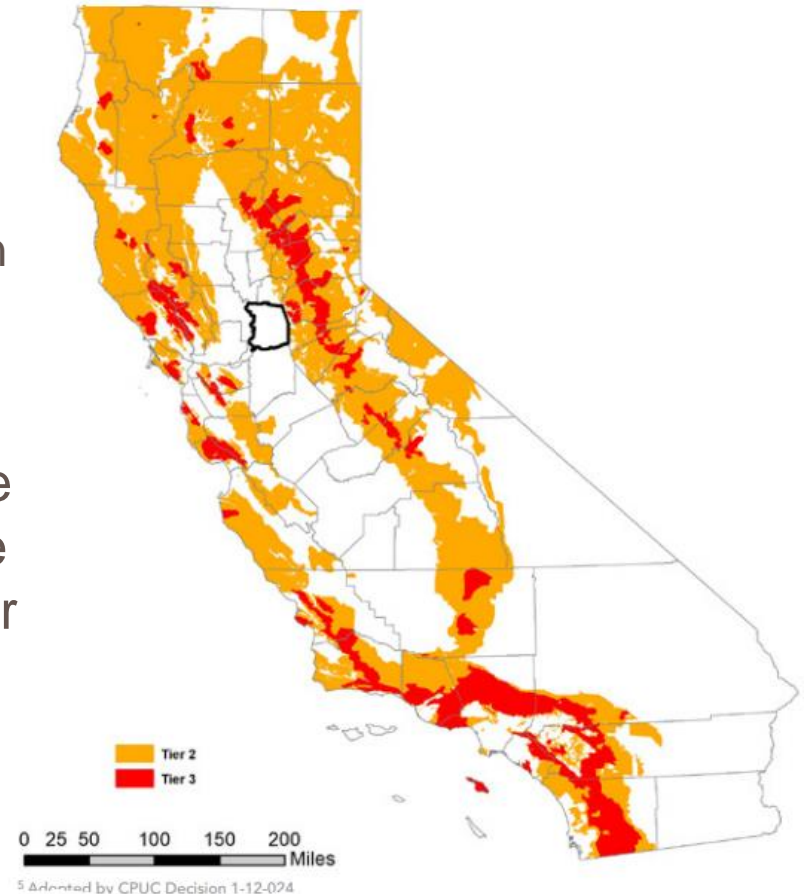 n
e
e
r
Tier 2
Tier 3
0 25 50 100 150 200
Miles
⁵ Adopted by CPUC Decision 1-12-024